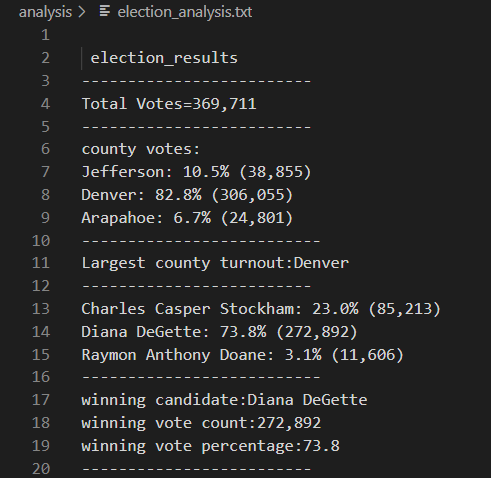 analysis > election_analysis.txt
1
2 election_results
3 -------------------------
4 Total Votes=369,711
5 -------------------------
6 county votes:
7 Jefferson: 10.5% (38,855)
8 Denver: 82.8% (306,055)
9 Arapahoe: 6.7% (24,801)
10 --------------------------
11 Largest county turnout:Denver
12 -------------------------
13 Charles Casper Stockham: 23.0% (85,213)
14 Diana DeGette: 73.8% (272,892)
15 Raymon Anthony Doane: 3.1% (11,606)
16 --------------------------
17 winning candidate:Diana DeGette
18 winning vote count:272,892
19 winning vote percentage:73.8
20 -------------------------